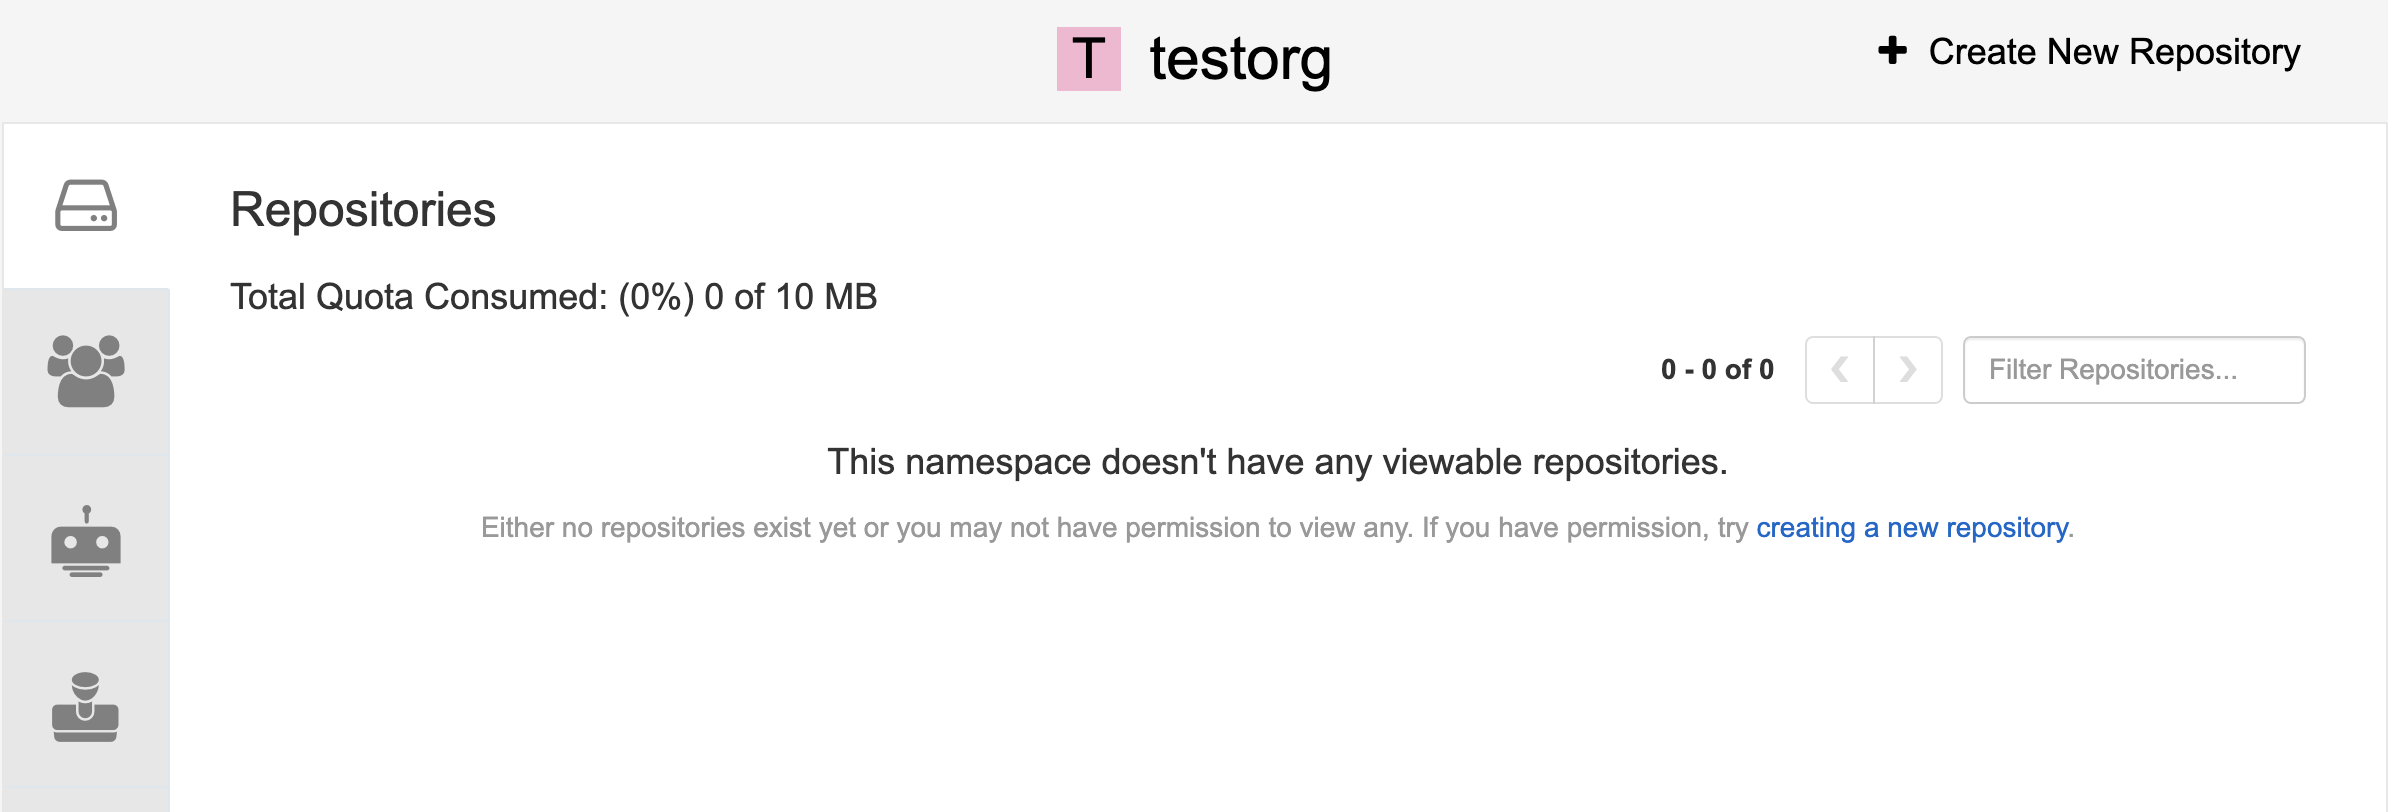 T testorg
Create New Repository
Repositories
Total Quota Consumed: (0%) 0 of 10 MB
0 - 0 of 0
Filter Repositories...
This namespace doesn't have any viewable repositories.
Either no repositories exist yet or you may not have permission to view any. If you have permission, try creating a new repository.